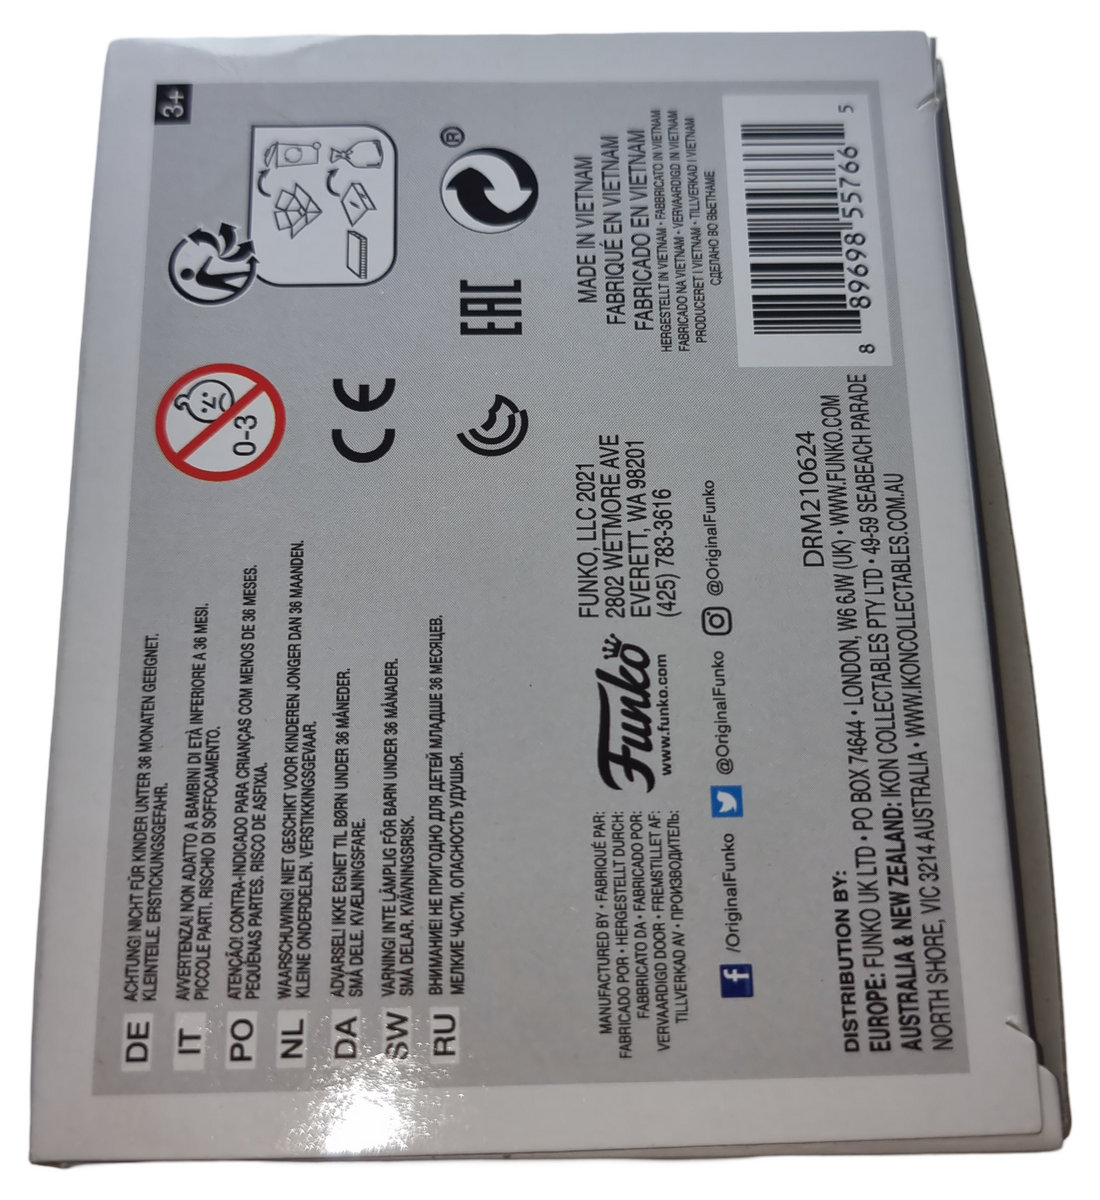 3+
DE
ACHTUNG! NICHT FÜR KINDER UNTER 36 MONATEN GEEIGNET.
KLEINTEILE. ERSTICKUNGSGEFAHR.
IT
AVVERTENZA! NON ADATTO A BAMBINI DI ETÀ INFERIORE A 36 MESI.
PICCOLE PARTI. RISCHIO DI SOFFOCAMENTO.
PO
ATENÇÃO! CONTRA-INDICADO PARA CRIANÇAS COM MENOS DE 36 MESES.
PEQUENAS PARTES. RISCO DE ASFIXIA.
NL
WAARSCHUWING! NIET GESCHIKT VOOR KINDEREN JONGER DAN 36 MAANDEN.
KLEINE ONDERDELEN. VERSTIKKINGSGEVAAR.
DA
ADVARSEL! IKKE EGNET TIL BØRN UNDER 36 MÅNEDER.
SMÅ DELE. KVÆLNINGSFARE.
SW
VARNING! INTE LÄMPLIG FÖR BARN UNDER 36 MÅNADER.
SMÅ DELAR. KVÄVNINGSRISK.
RU
ВНИМАНИЕ! НЕ ПРИГОДНО ДЛЯ ДЕТЕЙ МЛАДШЕ 36 МЕСЯЦЕВ.
МЕЛКИЕ ЧАСТИ, ОПАСНОСТЬ УДУШЬЯ.
0-3
CE
EAC
®
MANUFACTURED BY • FABRIQUÉ PAR:
FABRICADO POR • HERGESTELLT DURCH:
FABBRICATO DA • FABRICADO POR:
VERVAARDIGD DOOR • FREMSTILLET AF:
TILLVERKAD AV • ПРОИЗВОДИТЕЛЬ:
Funko
www.funko.com
FUNKO, LLC 2021
2802 WETMORE AVE
EVERETT, WA 98201
(425) 783-3616
f /OriginalFunko
@OriginalFunko
@OriginalFunko
MADE IN VIETNAM
FABRIQUÉ EN VIETNAM
FABRICADO EN VIETNAM
HERGESTELLT IN VIETNAM • FABBRICATO IN VIETNAM
FABRICADO NA VIETNAM • VERVAARDIGD IN VIETNAM
PRODUCERET I VIETNAM • TILLVERKAD I VIETNAM
СДЕЛАНО ВО ВЬЕТНАМЕ
DRM210624
DISTRIBUTION BY:
EUROPE: FUNKO UK LTD • PO BOX 74644 • LONDON, W6 6JW (UK) • WWW.FUNKO.COM
AUSTRALIA & NEW ZEALAND: IKON COLLECTABLES PTY LTD • 49-59 SEABEACH PARADE
NORTH SHORE, VIC 3214 AUSTRALIA • WWW.IKONCOLLECTABLES.COM.AU
8 89698 55766 5